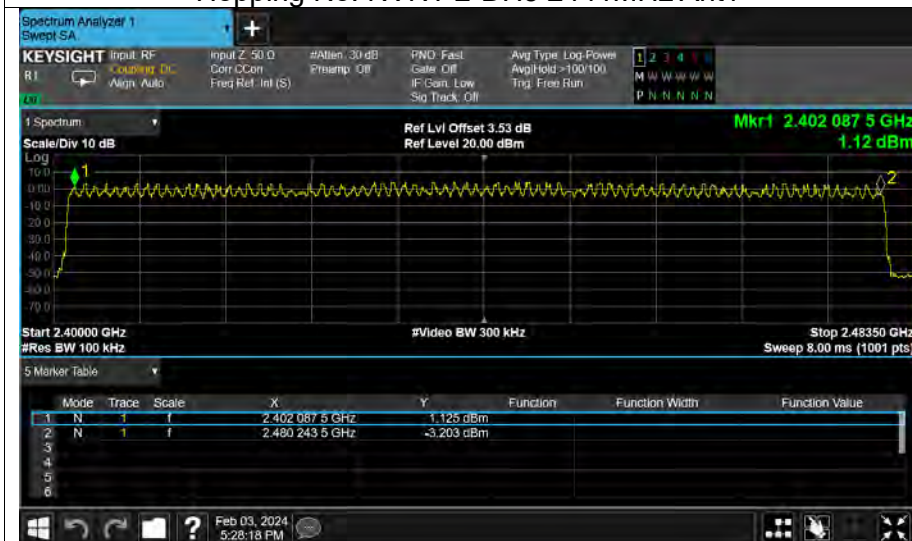 Spectrum Analyzer 1
Swept SA
KEYSIGHT
R1
Input: RF
Coupling: DC
Align: Auto
Input Z: 50 Ω
Corr CCorr
Freq Ref: Int (S)
#Atten: 30 dB
Preamp: Off
PNO: Fast
Gate: Off
IF Gain: Low
Sig Track: Off
Avg Type: Log-Power
Avg|Hold:>100/100
Trig: Free Run
1 2 3 4 5 6
M W W W W W
P N N N N N
1 Spectrum
Scale/Div 10 dB
Ref Lvl Offset 3.53 dB
Ref Level 20.00 dBm
Mkr1 2.402 087 5 GHz
1.12 dBm
Log
10.0
0.00
-10.0
-20.0
-30.0
-40.0
-50.0
-60.0
-70.0
1
2
Start 2.40000 GHz
#Res BW 100 kHz
#Video BW 300 kHz
Stop 2.48350 GHz
Sweep 8.00 ms (1001 pts)
5 Marker Table
Mode Trace Scale X Y Function Function Width Function Value
1 N 1 f 2.402 087 5 GHz 1.125 dBm
2 N 1 f 2.480 243 5 GHz -3.203 dBm
3
4
5
6
Feb 03, 2024
5:28:18 PM